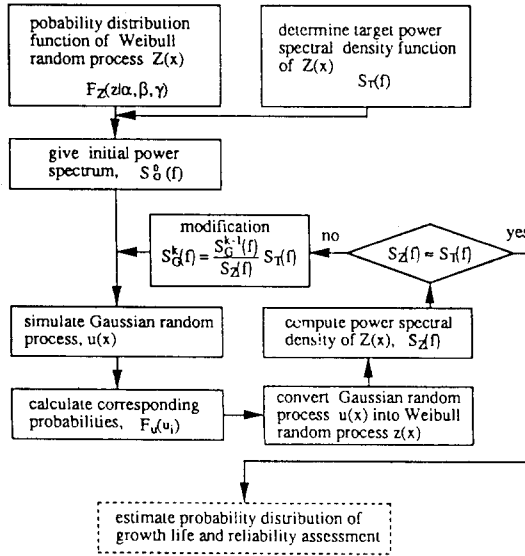 pobability distribution
function of Weibull
random process Z(x)
F_Z(z|α, β, γ)
determine target power
spectral density function
of Z(x)
S_T(f)
give initial power
spectrum, S_G^0(f)
modification
S_G^k(f) = S_G^{k-1}(f) / S_Z(f) S_T(f)
no
S_Z(f) ≈ S_T(f)
yes
simulate Gaussian random
process, u(x)
compute power spectral
density of Z(x), S_Z(f)
calculate corresponding
probabilities, F_u(u_i)
convert Gaussian random
process u(x) into Weibull
random process z(x)
estimate probability distribution of
growth life and reliability assessment